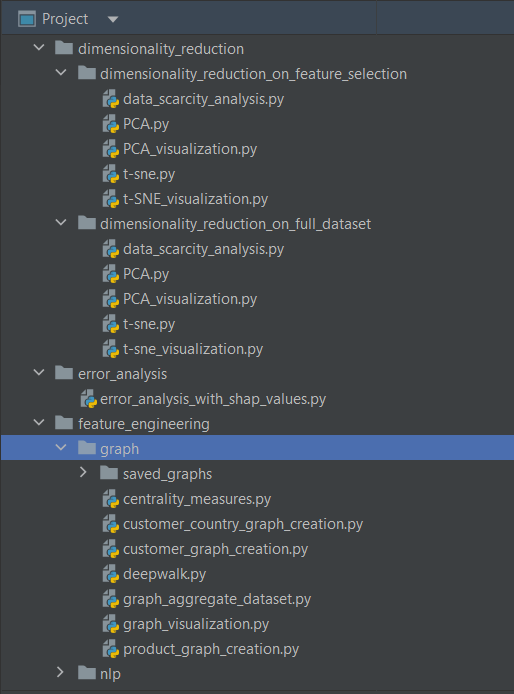 Project
dimensionality_reduction
dimensionality_reduction_on_feature_selection
data_scarcity_analysis.py
PCA.py
PCA_visualization.py
t-sne.py
t-SNE_visualization.py
dimensionality_reduction_on_full_dataset
data_scarcity_analysis.py
PCA.py
PCA_visualization.py
t-sne.py
t-sne_visualization.py
error_analysis
error_analysis_with_shap_values.py
feature_engineering
graph
saved_graphs
centrality_measures.py
customer_country_graph_creation.py
customer_graph_creation.py
deepwalk.py
graph_aggregate_dataset.py
graph_visualization.py
product_graph_creation.py
nlp